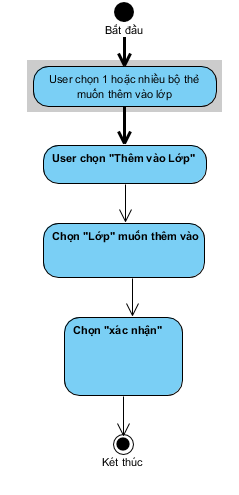 Bắt đầu
User chọn 1 hoặc nhiều bộ thẻ
muốn thêm vào lớp
User chọn "Thêm vào Lớp"
Chọn "Lớp" muốn thêm vào
Chọn "xác nhận"
Két thúc